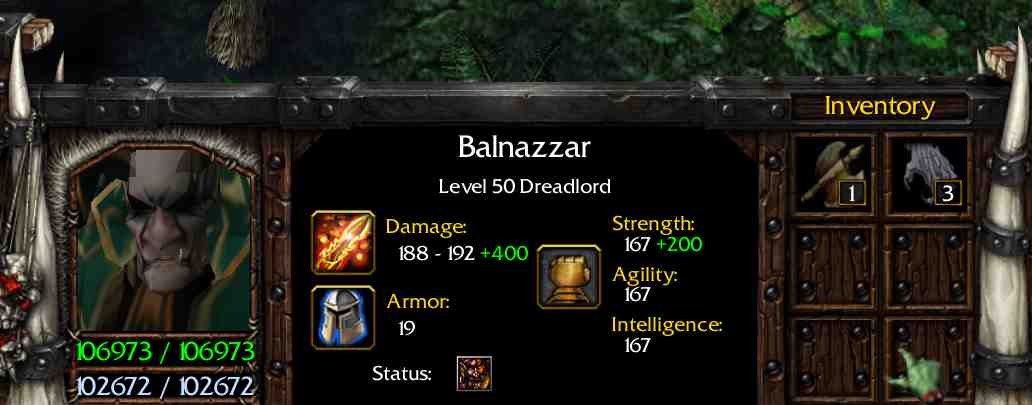 Inventory
Balnazzar
Level 50 Dreadlord
1
3
Damage:
188 - 192 +400
Strength:
167 +200
Agility:
167
Armor:
19
Intelligence:
167
106973 / 106973
102672 / 102672
Status: